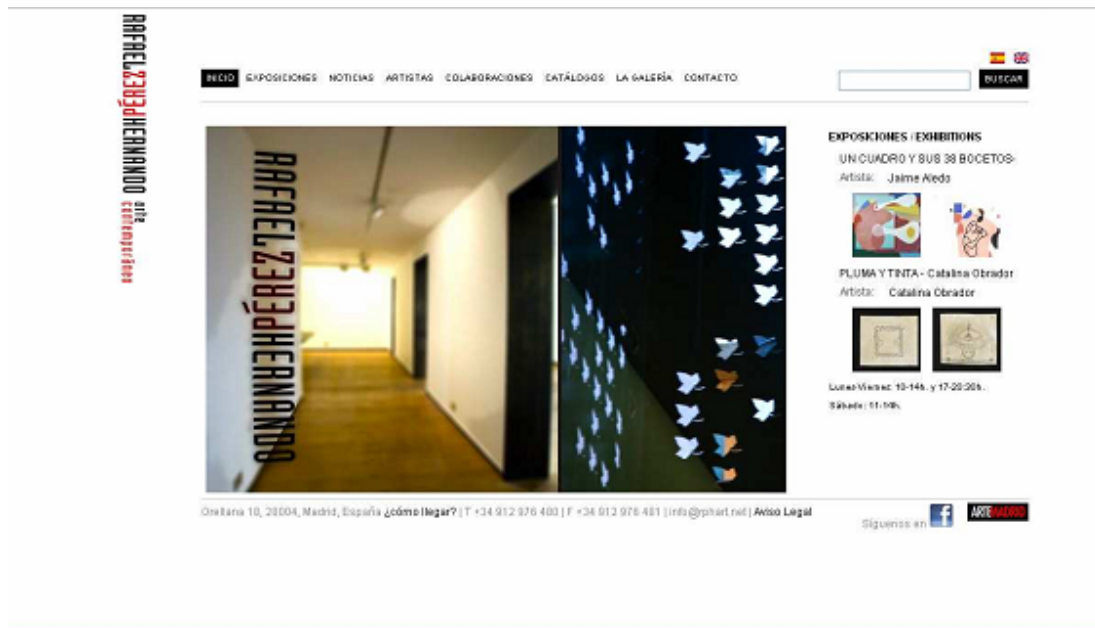 RAFAEL PÉREZ HERNANDO arte contemporáneo
INICIO EXPOSICIONES NOTICIAS ARTISTAS COLABORACIONES CATÁLOGOS LA GALERÍA CONTACTO
BUSCAR
RAFAEL PÉREZ HERNANDO
EXPOSICIONES / EXHIBITIONS
UN CUADRO Y SUS 38 BOCETOS-
Artista: Jaime Aledo
PLUMA Y TINTA - Catalina Obrador
Artista: Catalina Obrador
Lunes-Viernes: 10-14h. y 17-20:30h.
Sábado: 11-14h.
Orellana 18, 28004, Madrid, España ¿cómo llegar? | T +34 912 976 480 | F +34 912 976 481 | info@rphart.net | Aviso Legal
Síguenos en f
ARTEMADRID